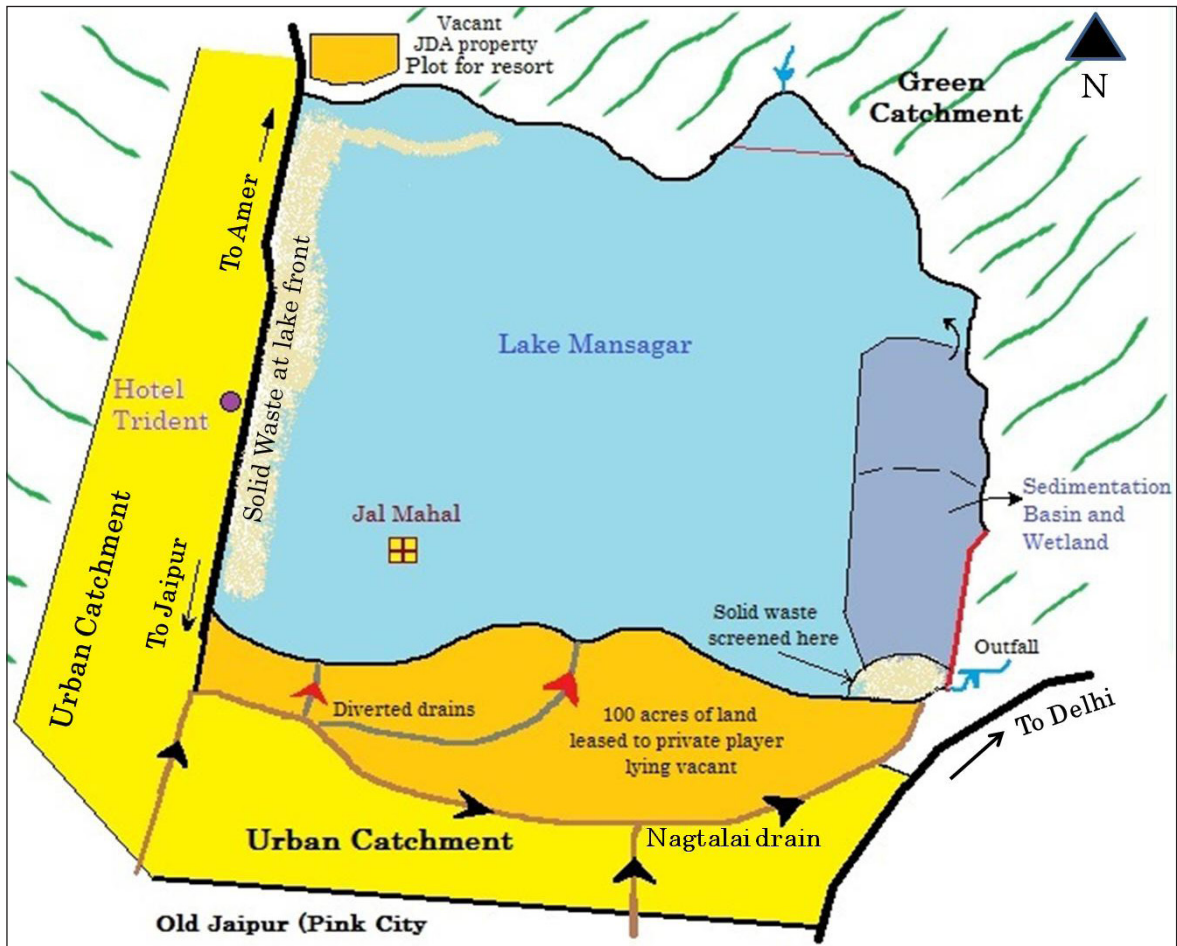 Vacant
JDA property
Plot for resort
N
Green
Catchment
To Amer
Solid Waste at lake front
Lake Mansagar
Hotel
Trident
Jal Mahal
Sedimentation
Basin and
Wetland
Urban Catchment
To Jaipur
Solid waste
screened here
Outfall
Diverted drains
100 acres of land
leased to private player
lying vacant
To Delhi
Urban Catchment
Nagtalai drain
Old Jaipur (Pink City